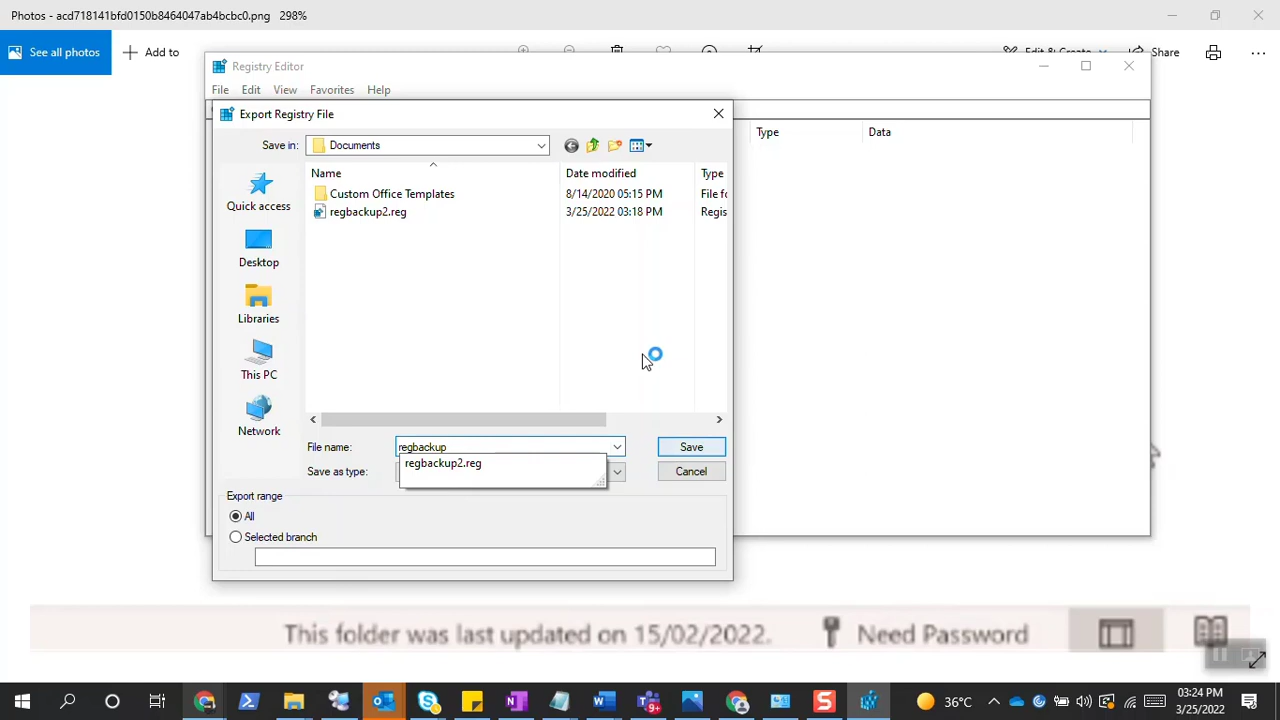 Photos - acd718141bfd0150b8464047ab4bcbc0.png 298%
See all photos
Add to
Edit & Create
Share
Registry Editor
File Edit View Favorites Help
Export Registry File
Save in: Documents
Type Data
Name Date modified Type
Custom Office Templates 8/14/2020 05:15 PM File fo
regbackup2.reg 3/25/2022 03:18 PM Regis
Quick access
Desktop
Libraries
This PC
Network
File name: regbackup Save
regbackup2.reg
Save as type: Cancel
Export range
All
Selected branch
This folder was last updated on 15/02/2022. Need Password
9+
36°C
03:24 PM
3/25/2022